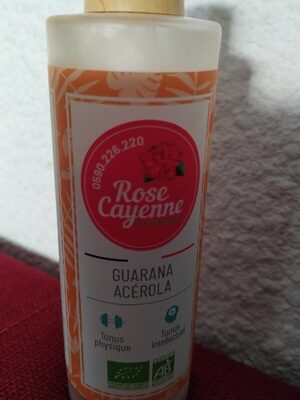 0590.226.220
Rose
Cayenne
GUARANA
ACÉROLA
Tonus
physique
Tonus
intellectuel
AB